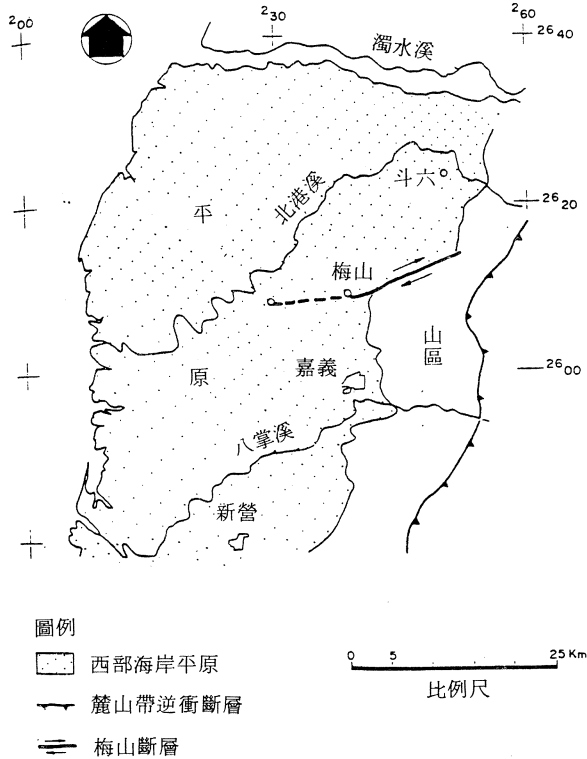 200
230
260
2640
濁水溪
斗六
2620
北港溪
平
梅山
山區
原
嘉義
2600
八掌溪
新營
圖例
西部海岸平原
麓山帶逆衝斷層
梅山斷層
0 5 25 Km
比例尺